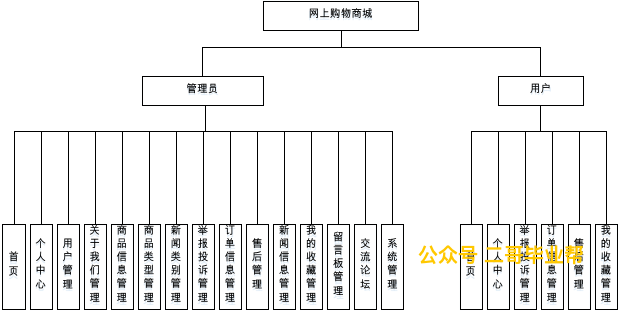 网上购物商城
管理员
用户
首页
个人中心
用户管理
关于我们管理
商品信息管理
商品类型管理
新闻类别管理
举报投诉管理
订单信息管理
售后管理
新闻信息管理
我的收藏管理
留言板管理
交流论坛
系统管理
首页
个人中心
举报投诉管理
订单信息管理
售后管理
我的收藏管理
公众号 二哥毕业帮